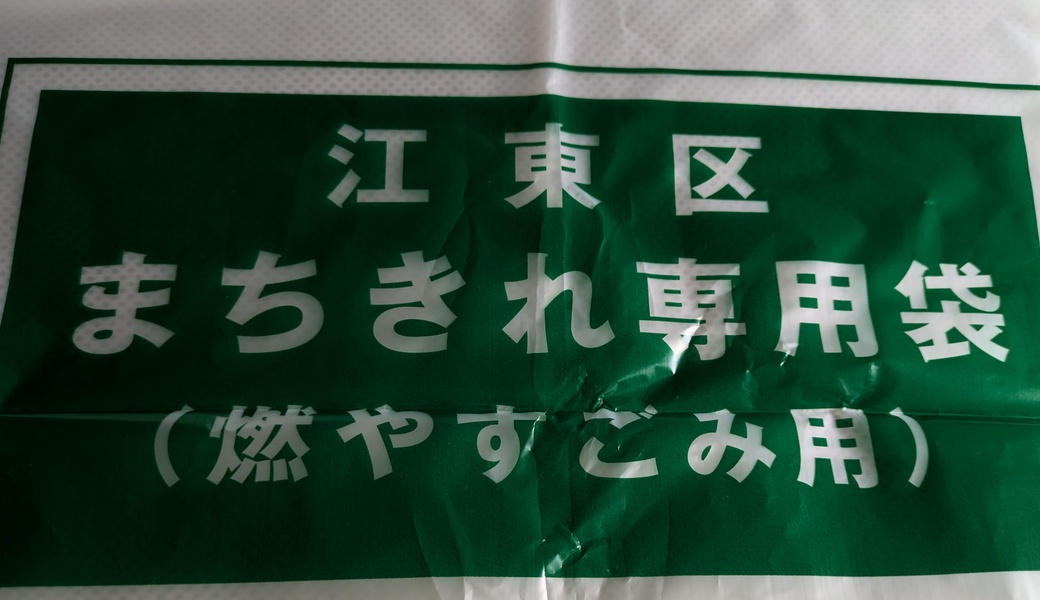 江東区
まちきれ専用袋
（燃やすごみ用）